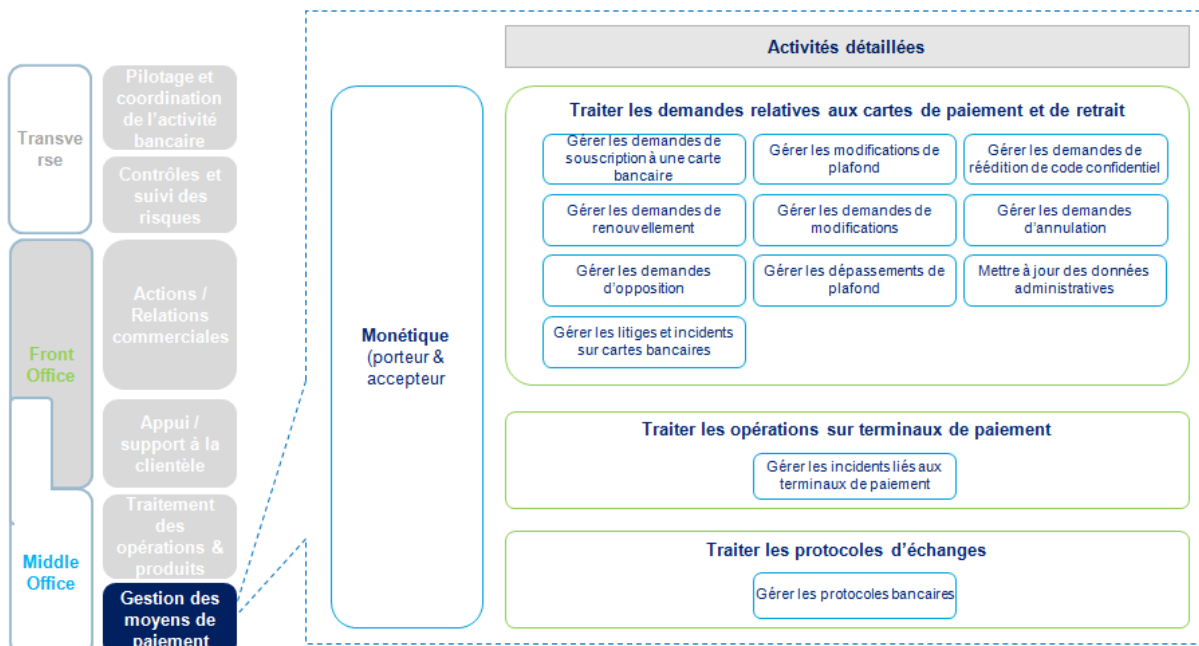 Activités détaillées
Transve
rse
Front
Office
Middle
Office
Pilotage et
coordination
de l'activité
bancaire
Contrôles et
suivi des
risques
Actions /
Relations
commerciales
Appui /
support à la
clientèle
Traitement
des
opérations &
produits
Gestion des
moyens de
paiement
Monétique
(porteur &
accepteur
Traiter les demandes relatives aux cartes de paiement et de retrait
Gérer les demandes de
souscription à une carte
bancaire
Gérer les modifications de
plafond
Gérer les demandes de
réédition de code confidentiel
Gérer les demandes de
renouvellement
Gérer les demandes de
modifications
Gérer les demandes
d'annulation
Gérer les demandes
d'opposition
Gérer les dépassements de
plafond
Mettre à jour des données
administratives
Gérer les litiges et incidents
sur cartes bancaires
Traiter les opérations sur terminaux de paiement
Gérer les incidents liés aux
terminaux de paiement
Traiter les protocoles d'échanges
Gérer les protocoles bancaires